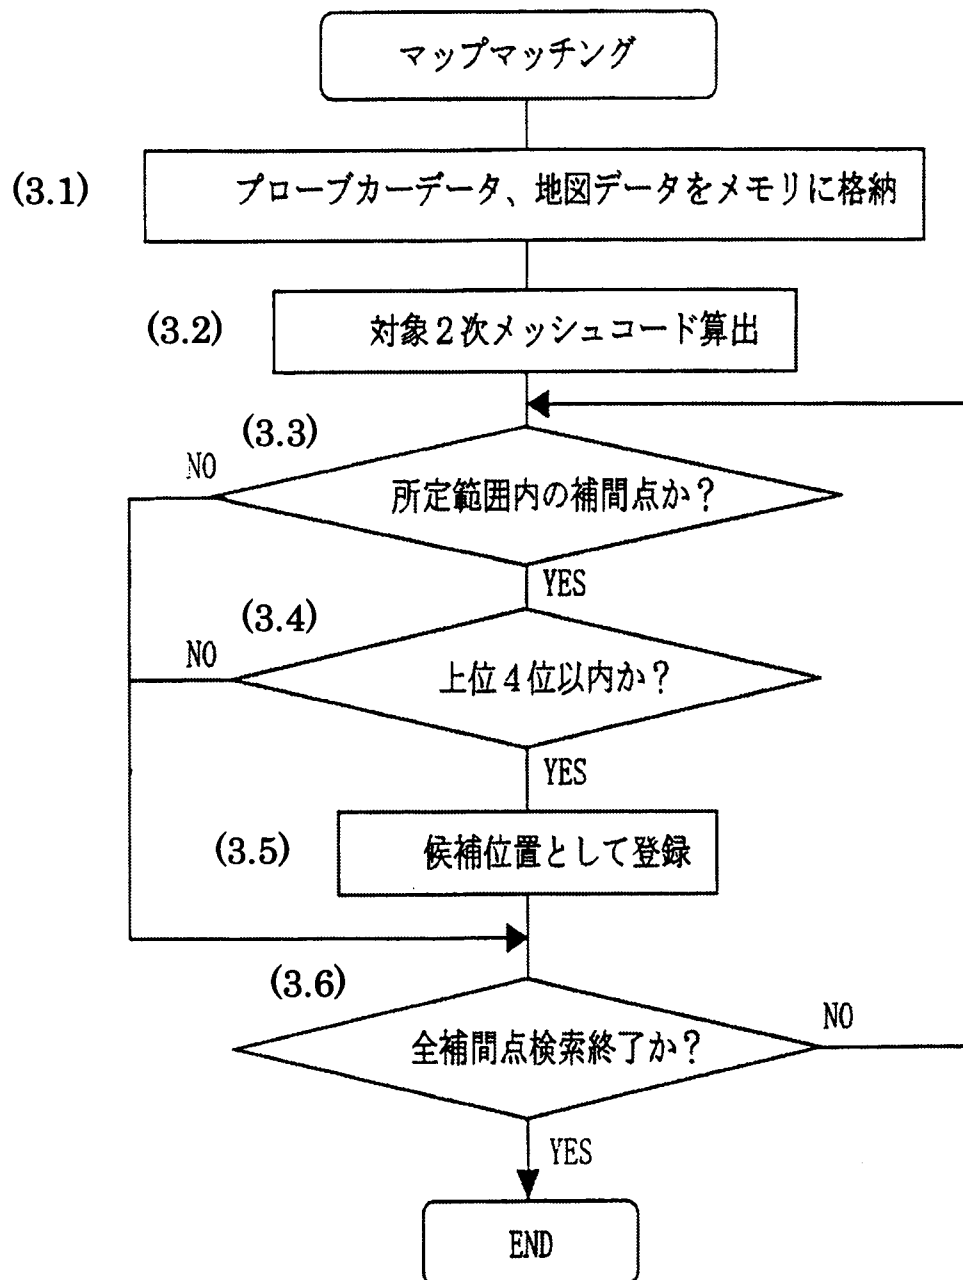 マップマッチング
(3.1)
プローブカーデータ、地図データをメモリに格納
(3.2)
対象2次メッシュコード算出
(3.3)
NO
所定範囲内の補間点か?
YES
(3.4)
NO
上位4位以内か?
YES
(3.5)
候補位置として登録
(3.6)
NO
全補間点検索終了か?
YES
END